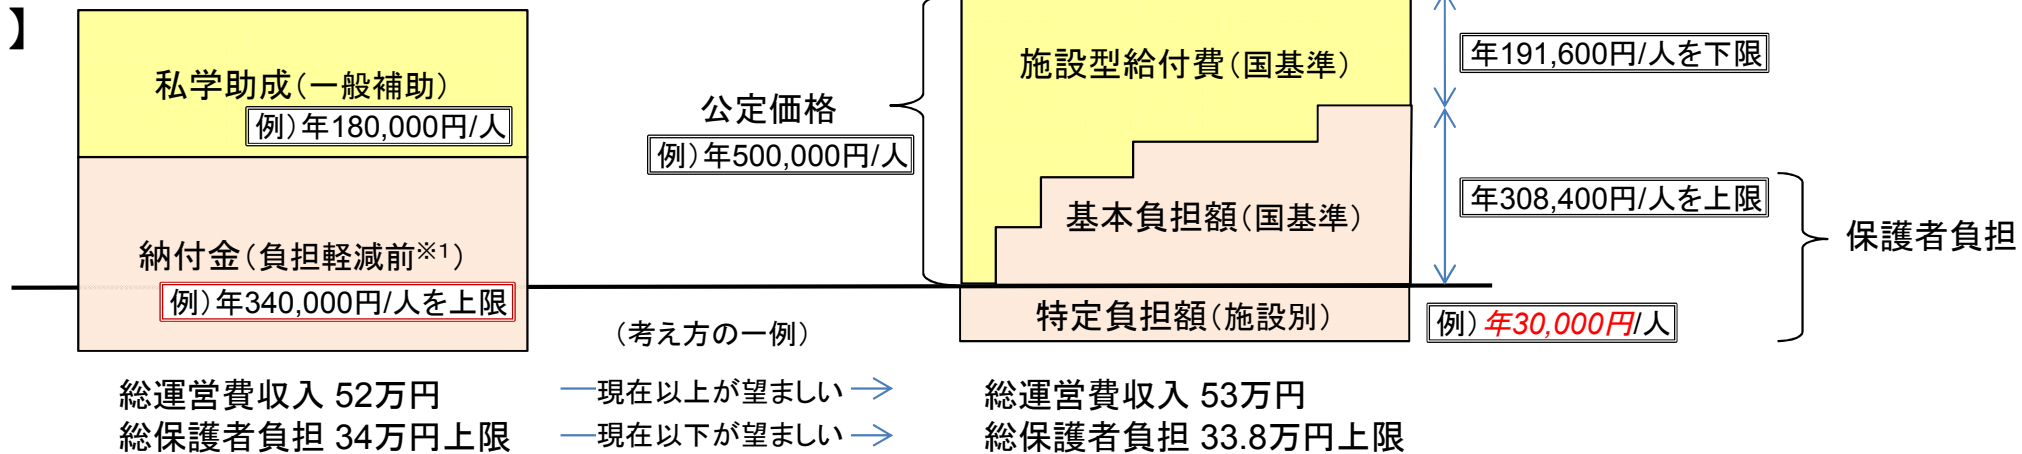 】
私学助成(一般補助)
例)年180,000円/人
納付金(負担軽減前※1)
例)年340,000円/人を上限
総運営費収入 52万円
総保護者負担 34万円上限
公定価格
例)年500,000円/人
(考え方の一例)
現在以上が望ましい
現在以下が望ましい
施設型給付費(国基準)
基本負担額(国基準)
特定負担額(施設別)
総運営費収入 53万円
総保護者負担 33.8万円上限
年191,600円/人を下限
年308,400円/人を上限
例)年30,000円/人
保護者負担